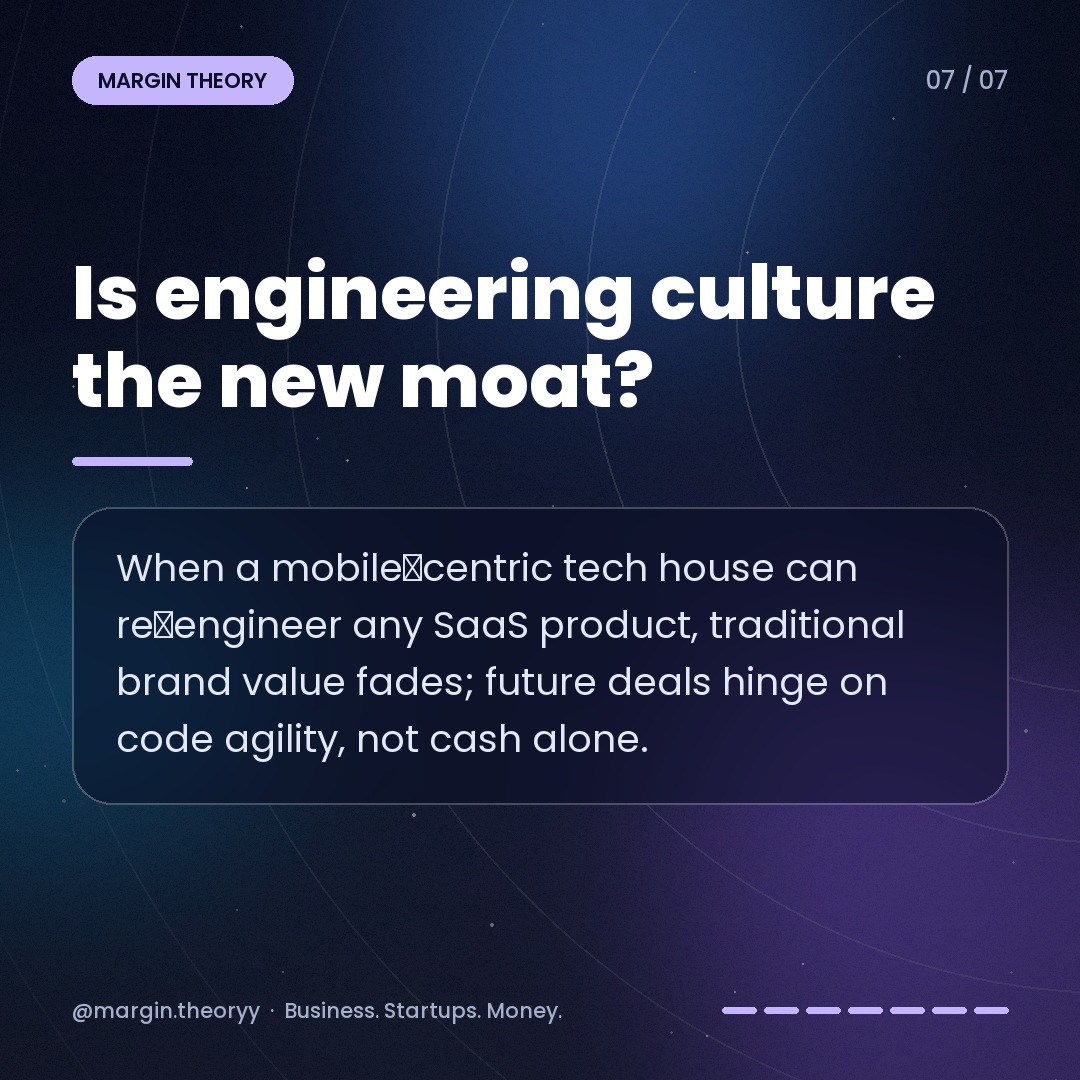 MARGIN THEORY
07 / 07
Is engineering culture
the new moat?
When a mobile☒centric tech house can
re☒engineer any SaaS product, traditional
brand value fades; future deals hinge on
code agility, not cash alone.
@margin.theoryy · Business. Startups. Money.